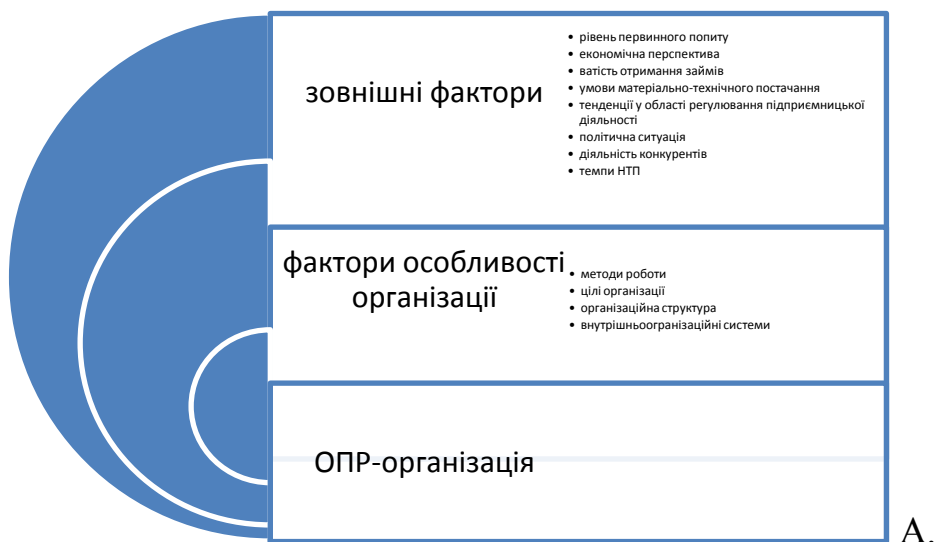 зовнішні фактори
• рівень первинного попиту
• економічна перспектива
• ватість отримання займів
• умови матеріально-технічного постачання
• тенденції у області регулювання підприємницької
діяльності
• політична ситуація
• діяльність конкурентів
• темпи НТП
фактори особливості
організації
• методи роботи
• цілі організації
• організаційна структура
• внутрішньоогранізаційні системи
ОПР-організація
А.